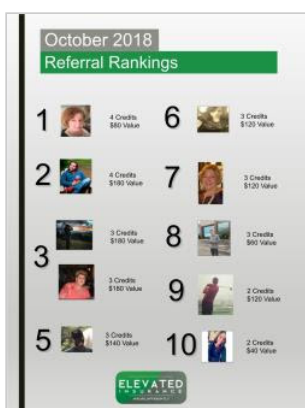 October 2018
Referral Rankings
1
4 Credits
$80 Value
2
4 Credits
$180 Value
3
3 Credits
$180 Value
3 Credits
$160 Value
5
3 Credits
$140 Value
6
3 Credits
$120 Value
7
3 Credits
$120 Value
8
3 Credits
$60 Value
9
2 Credits
$120 Value
10
2 Credits
$40 Value
ELEVATED
INSURANCE